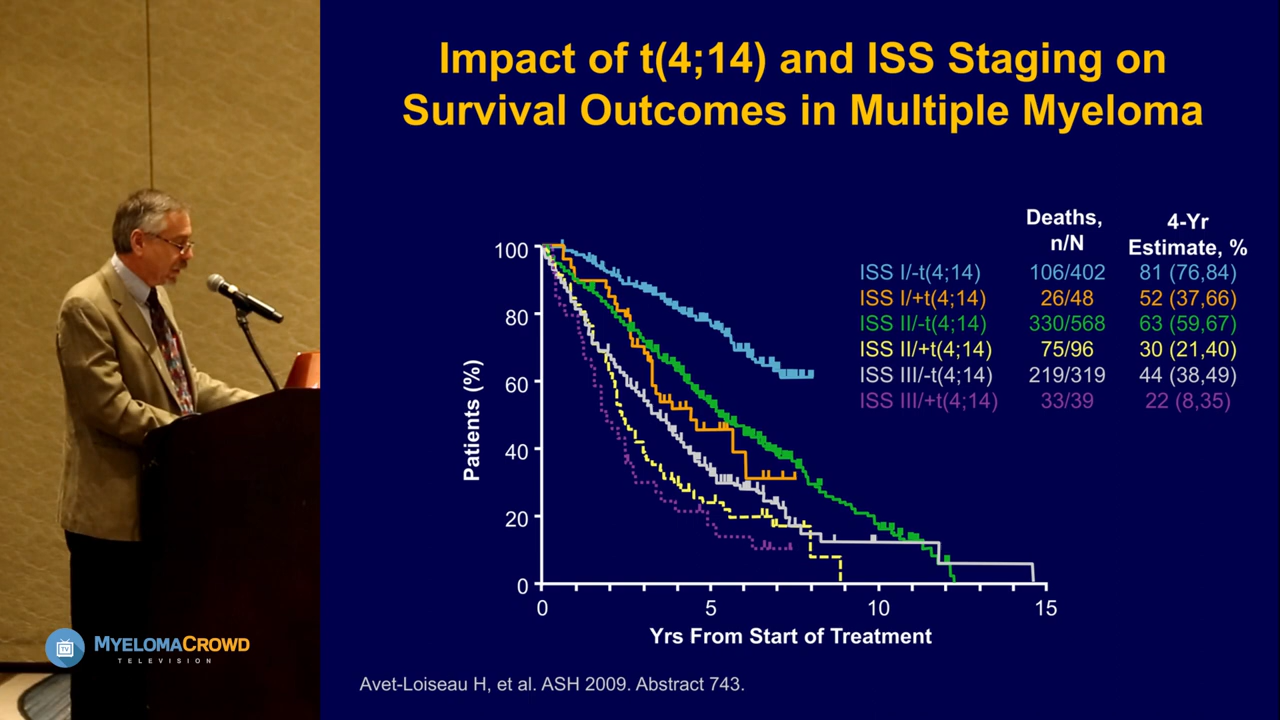 Impact of t(4;14) and ISS Staging on
Survival Outcomes in Multiple Myeloma
Deaths,
n/N
4-Yr
Estimate, %
ISS I/-t(4;14) 106/402 81 (76,84)
ISS I/+t(4;14) 26/48 52 (37,66)
ISS II/-t(4;14) 330/568 63 (59,67)
ISS II/+t(4;14) 75/96 30 (21,40)
ISS III/-t(4;14) 219/319 44 (38,49)
ISS III/+t(4;14) 33/39 22 (8,35)
Patients (%)
100
80
60
40
20
0
0 5 10 15
Yrs From Start of Treatment
Avet-Loiseau H, et al. ASH 2009. Abstract 743.
TV
MYELOMACROWD
TELEVISION